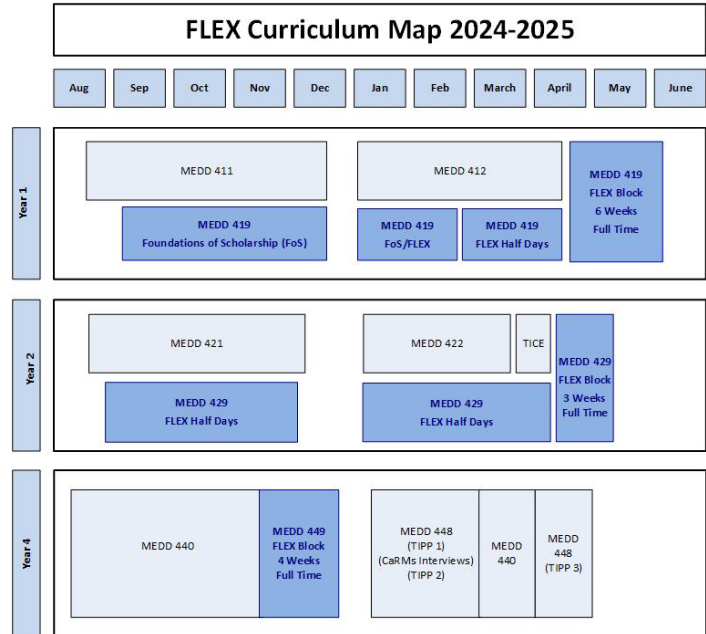 FLEX Curriculum Map 2024-2025
Aug
Sep
Oct
Nov
Dec
Jan
Feb
March
April
May
June
Year 1
MEDD 411
MEDD 412
MEDD 419
FLEX Block
6 Weeks
Full Time
MEDD 419
Foundations of Scholarship (FoS)
MEDD 419
FoS/FLEX
MEDD 419
FLEX Half Days
Year 2
MEDD 421
MEDD 422
TICE
MEDD 429
FLEX Block
3 Weeks
Full Time
MEDD 429
FLEX Half Days
MEDD 429
FLEX Half Days
Year 4
MEDD 440
MEDD 449
FLEX Block
4 Weeks
Full Time
MEDD 448
(TIPP 1)
(CaRMs Interviews)
(TIPP 2)
MEDD
440
MEDD
448
(TIPP 3)